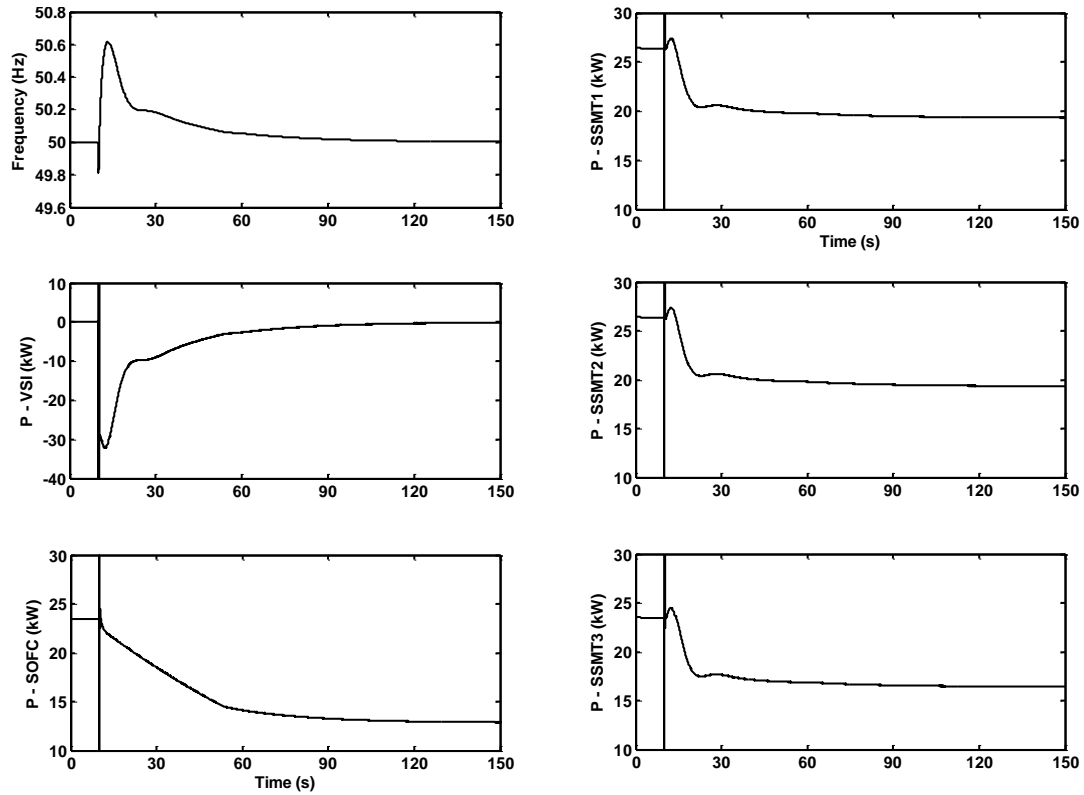 50.8
50.6
50.4
50.2
50
49.8
49.6
Frequency (Hz)
0 30 60 90 120 150
30
25
20
15
10
P - SSMT1 (kW)
0 30 60 90 120 150
Time (s)
10
0
-10
-20
-30
-40
P - VSI (kW)
0 30 60 90 120 150
30
25
20
15
10
P - SSMT2 (kW)
0 30 60 90 120 150
30
25
20
15
10
P - SOFC (kW)
0 30 60 90 120 150
Time (s)
30
25
20
15
10
P - SSMT3 (kW)
0 30 60 90 120 150